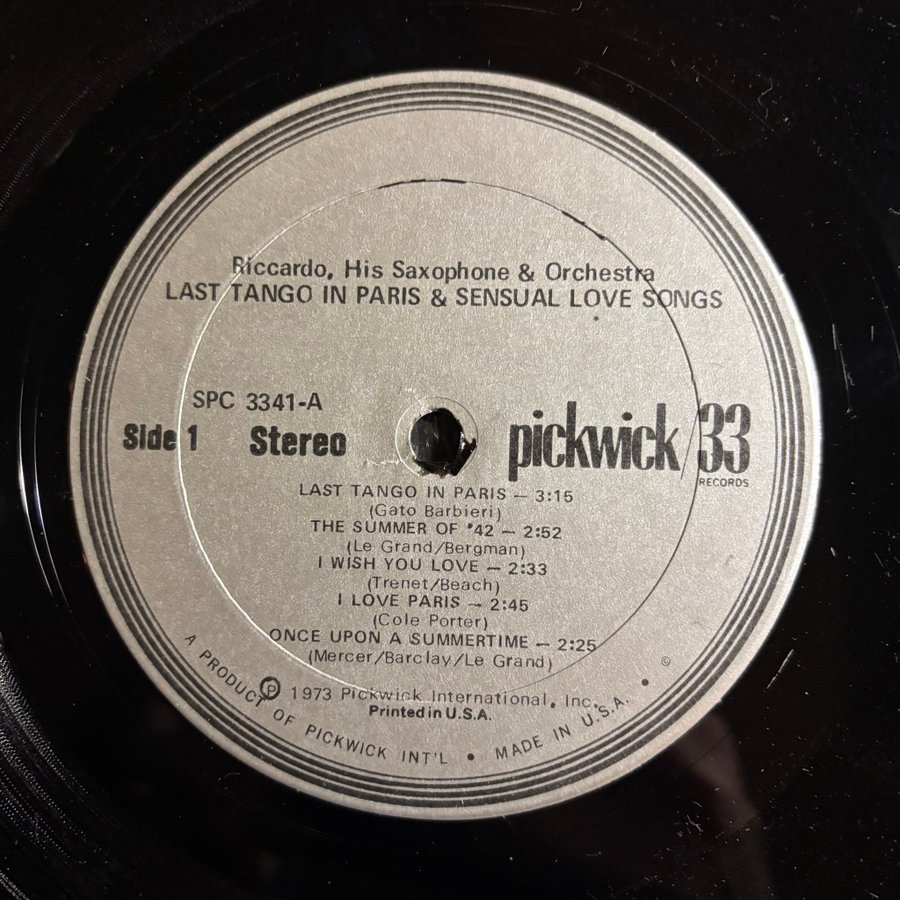 Riccardo, His Saxophone & Orchestra
LAST TANGO IN PARIS & SENSUAL LOVE SONGS
SPC 3341-A
Side 1 Stereo
pickwick 33
RECORDS
LAST TANGO IN PARIS — 3:15
(Gato Barbieri)
THE SUMMER OF '42 — 2:52
(Le Grand/Bergman)
I WISH YOU LOVE — 2:33
(Trenet/Beach)
I LOVE PARIS — 2:45
(Cole Porter)
ONCE UPON A SUMMERTIME — 2:25
(Mercer/Barclay/Le Grand)
©
℗ 1973 Pickwick International, Inc.
Printed in U.S.A.
A PRODUCT OF PICKWICK INT'L • MADE IN U.S.A. •